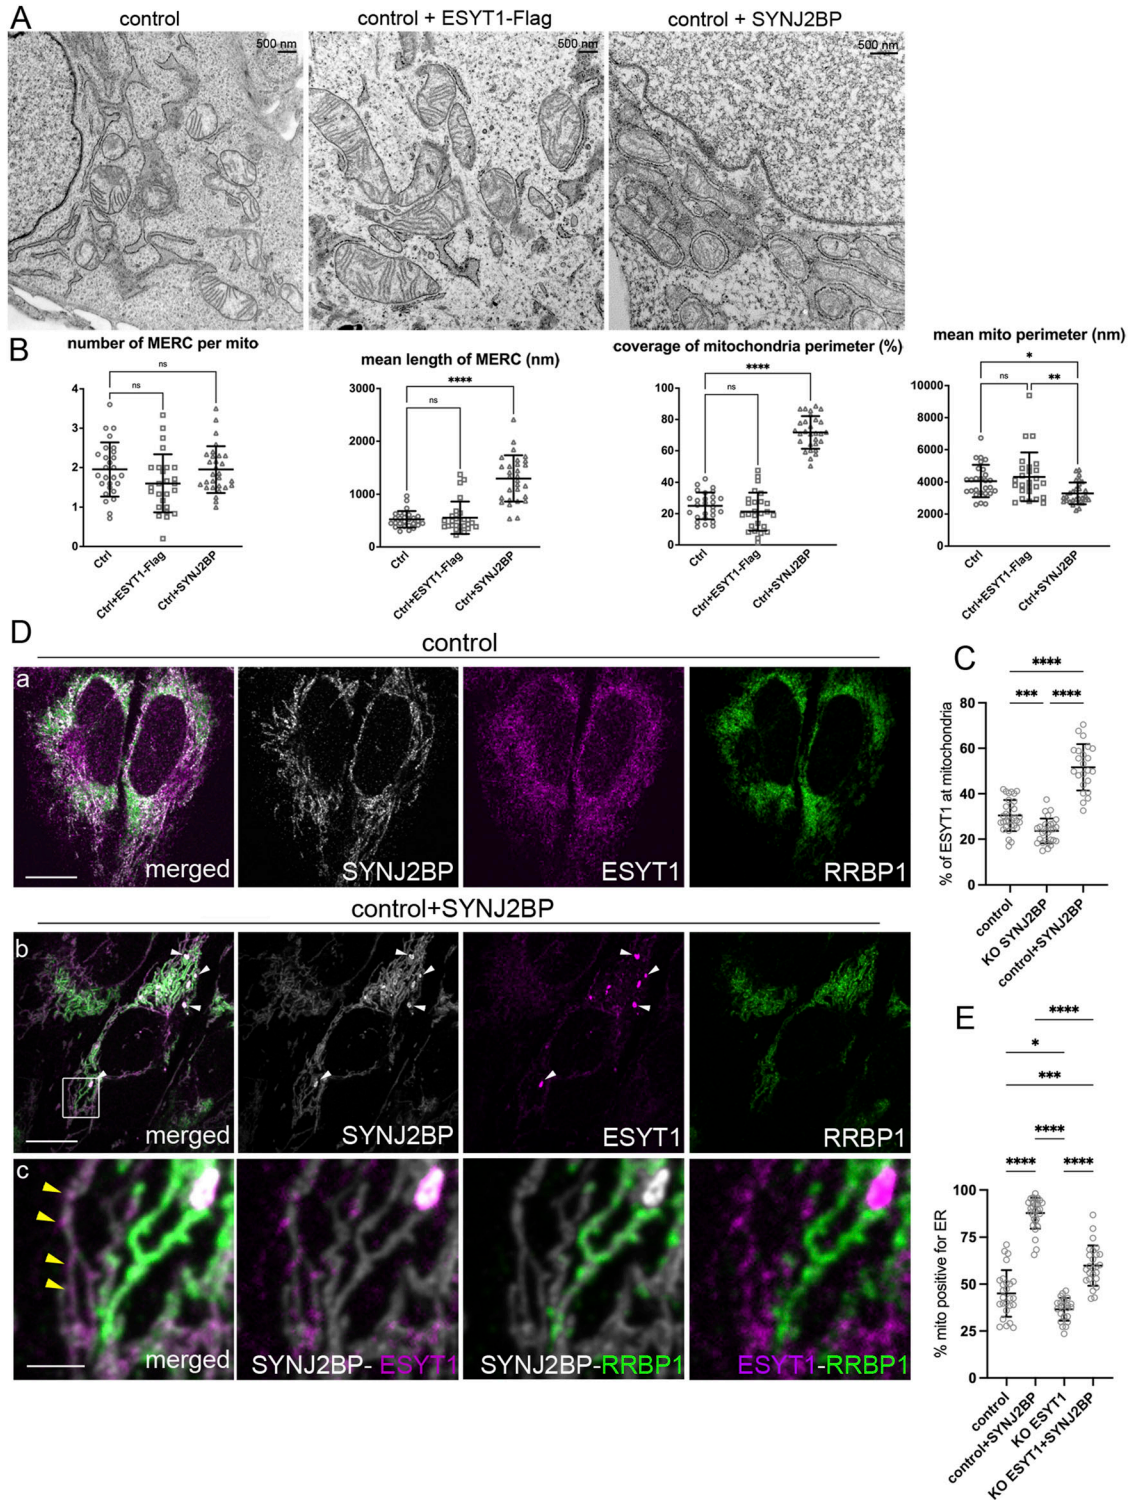 A
control
control + ESYT1-Flag
control + SYNJ2BP
500 nm
500 nm
500 nm
B
number of MERC per mito
ns
ns
4
3
2
1
0
Ctrl
Ctrl+ESYT1-Flag
Ctrl+SYNJ2BP
mean length of MERC (nm)
****
ns
3000
2000
1000
0
Ctrl
Ctrl+ESYT1-Flag
Ctrl+SYNJ2BP
coverage of mitochondria perimeter (%)
****
ns
100
80
60
40
20
0
Ctrl
Ctrl+ESYT1-Flag
Ctrl+SYNJ2BP
mean mito perimeter (nm)
*
ns
**
10000
8000
6000
4000
2000
0
Ctrl
Ctrl+ESYT1-Flag
Ctrl+SYNJ2BP
D
control
a
merged
SYNJ2BP
ESYT1
RRBP1
control+SYNJ2BP
b
merged
SYNJ2BP
ESYT1
RRBP1
c
merged
SYNJ2BP-ESYT1
SYNJ2BP-RRBP1
ESYT1-RRBP1
C
****
***
****
% of ESYT1 at mitochondria
80
60
40
20
0
control
KO SYNJ2BP
control+SYNJ2BP
E
****
*
***
****
****
****
% mito positive for ER
100
75
50
25
0
control
control+SYNJ2BP
KO ESYT1
KO ESYT1+SYNJ2BP